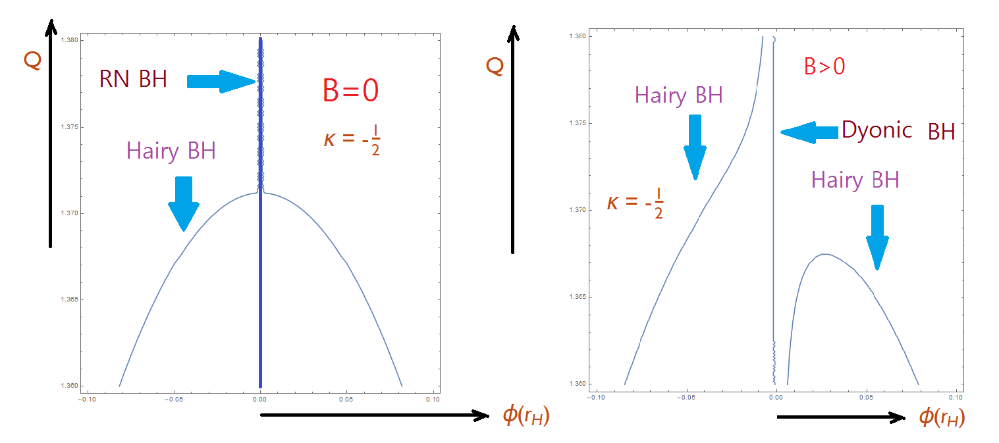 Q
1.380
RN BH
B=0
1.375
κ = -1/2
Hairy BH
1.370
1.365
1.360
−0.10
−0.05
0.00
0.05
0.10
ϕ(r_H)
Q
1.380
B>0
Hairy BH
1.375
Dyonic BH
Hairy BH
κ = -1/2
1.370
1.365
1.360
−0.10
−0.05
0.00
0.05
0.10
ϕ(r_H)